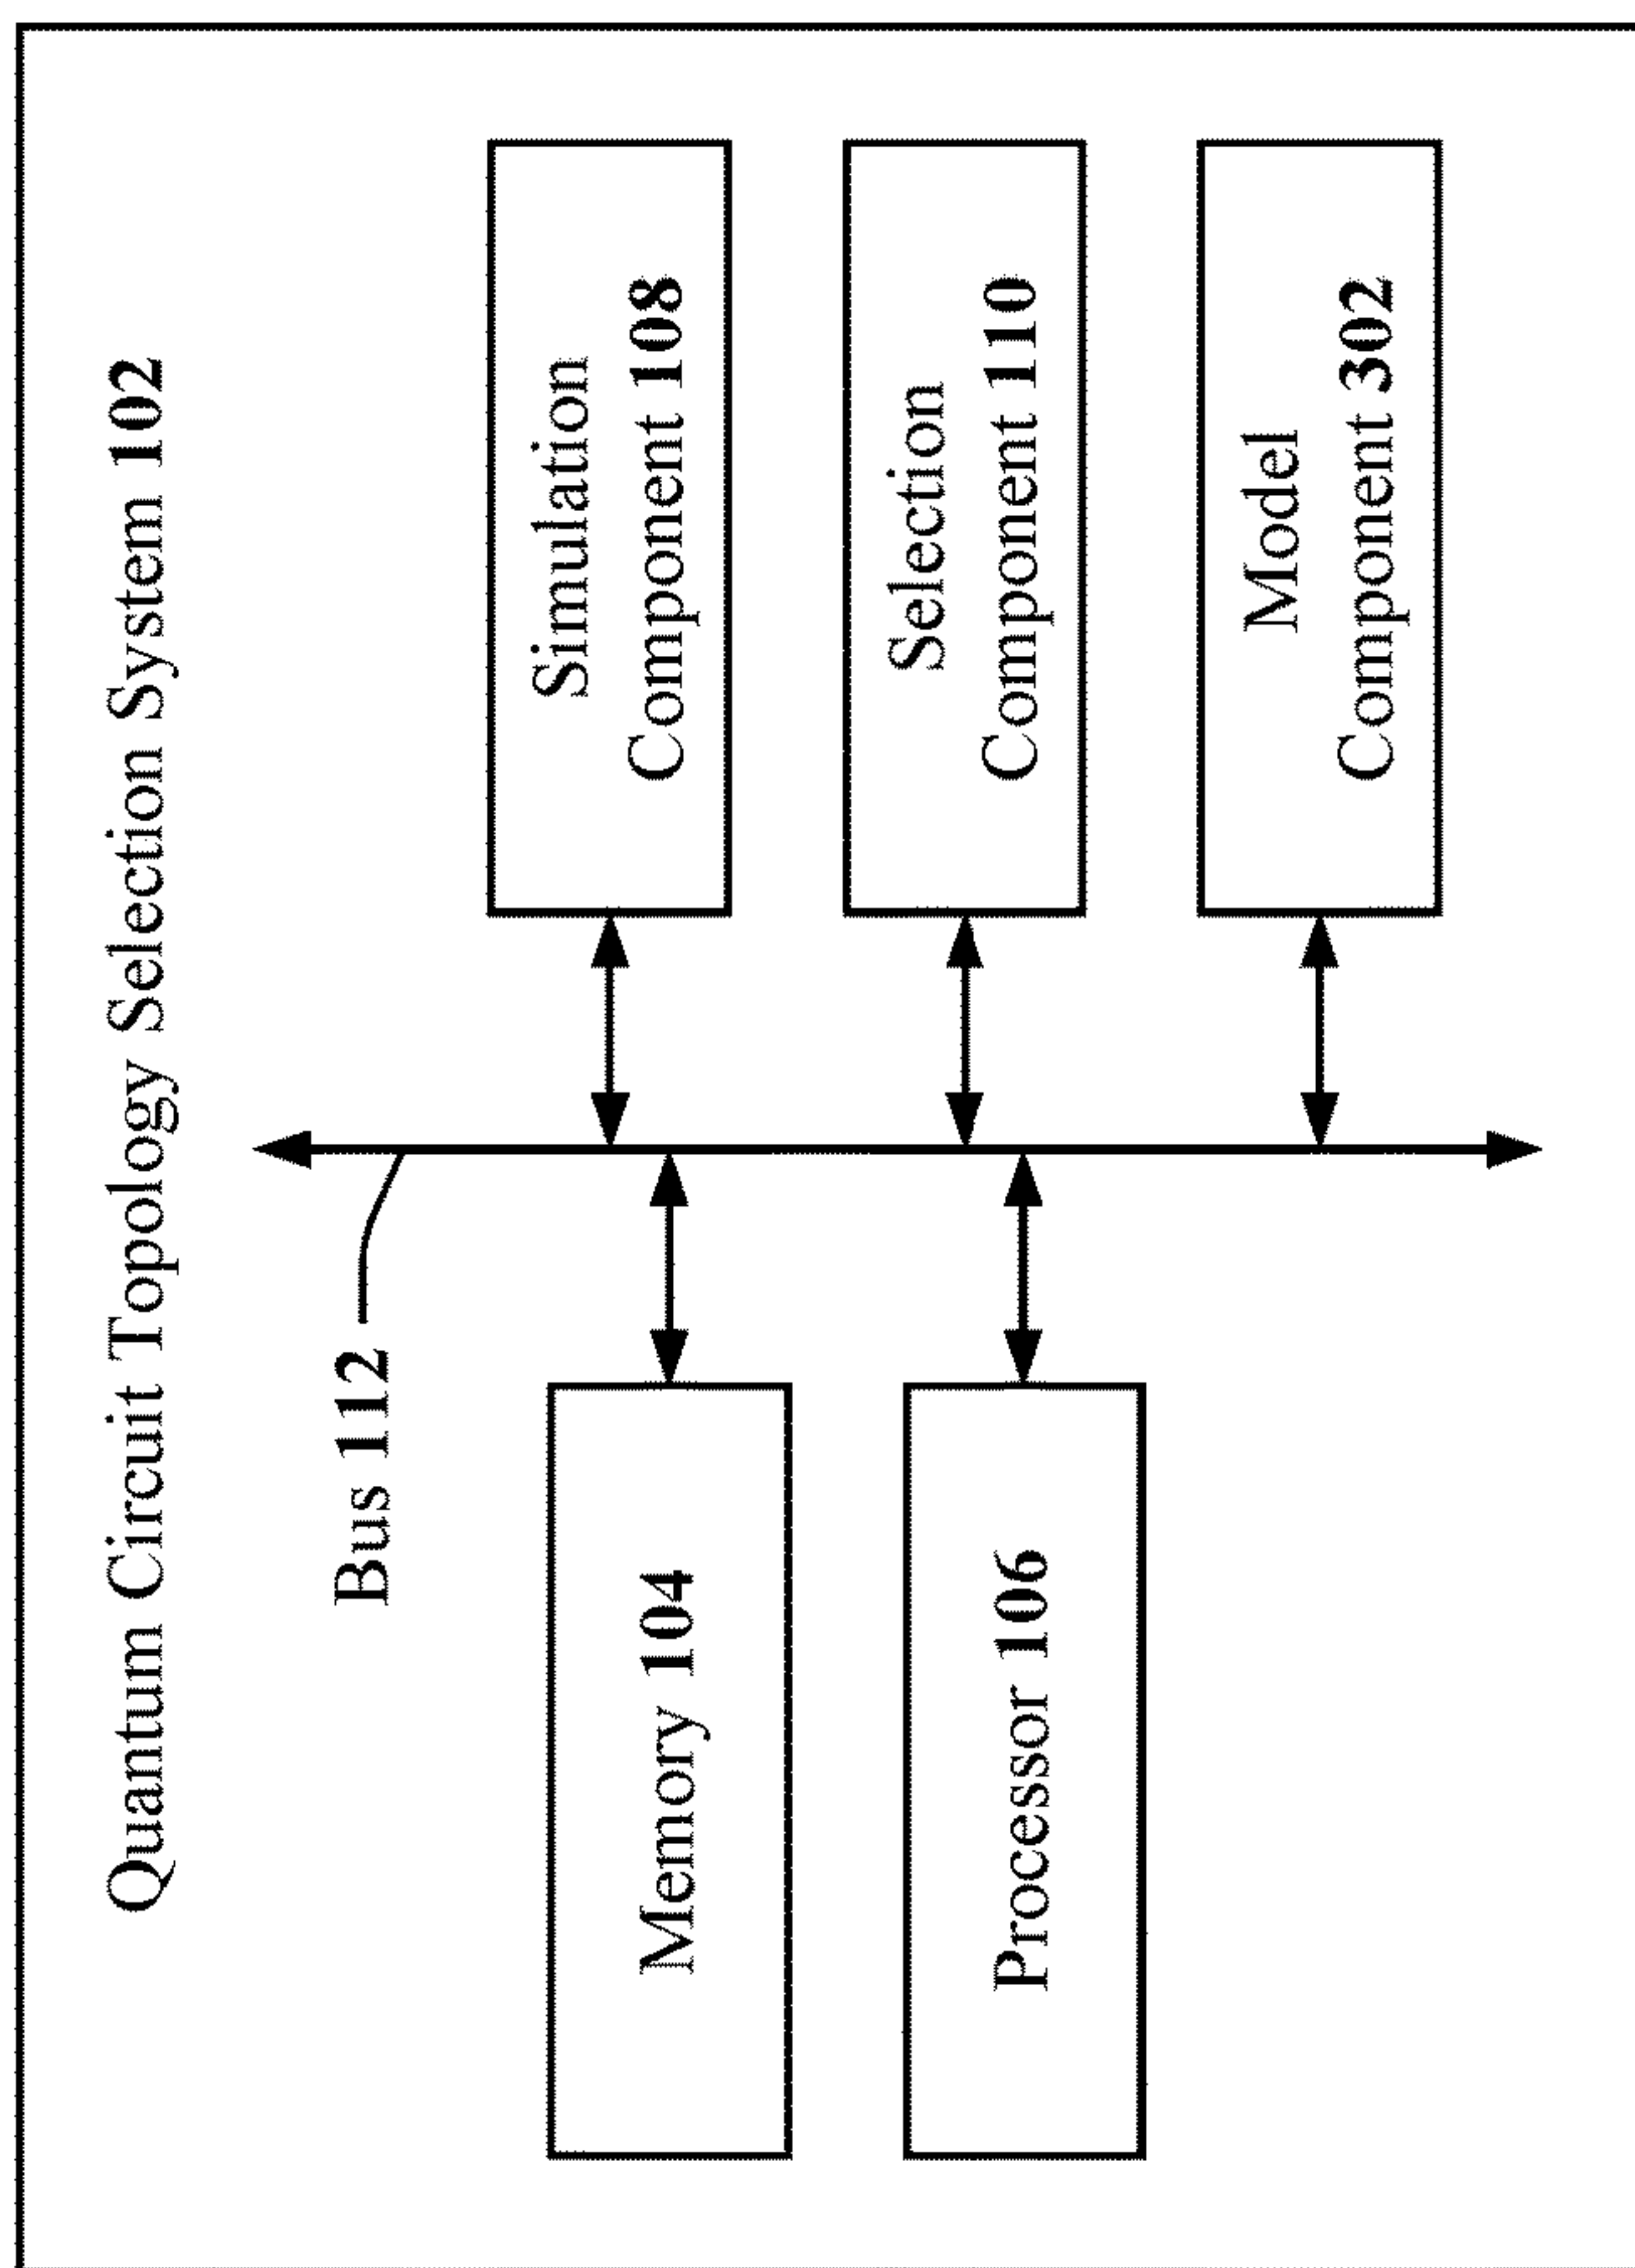 Quantum Circuit Topology Selection System 102
Bus 112
Memory 104
Processor 106
Simulation
Component 108
Selection
Component 110
Model
Component 302